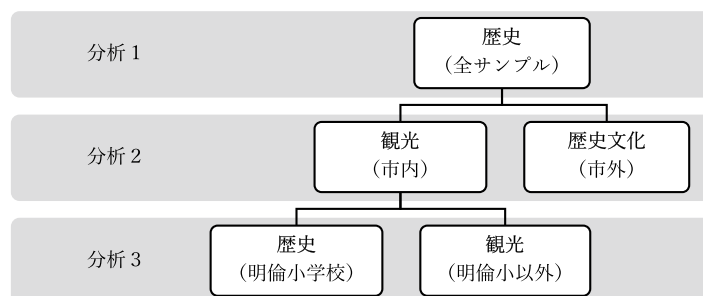 分析 1
歴史
（全サンプル）
分析 2
観光
（市内）
歴史文化
（市外）
分析 3
歴史
（明倫小学校）
観光
（明倫小以外）